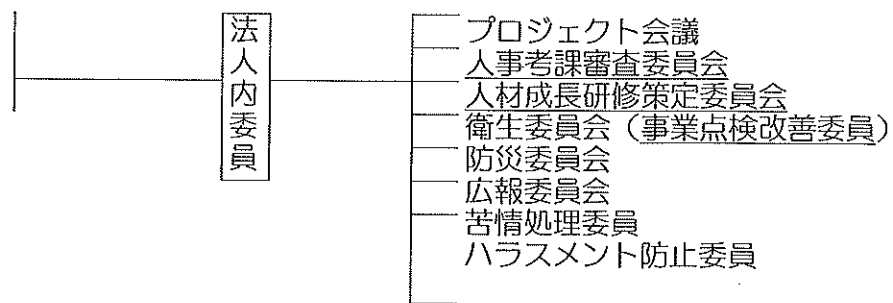 法人内委員
プロジェクト会議
人事考課審査委員会
人材成長研修策定委員会
衛生委員会（事業点検改善委員）
防災委員会
広報委員会
苦情処理委員
ハラスメント防止委員